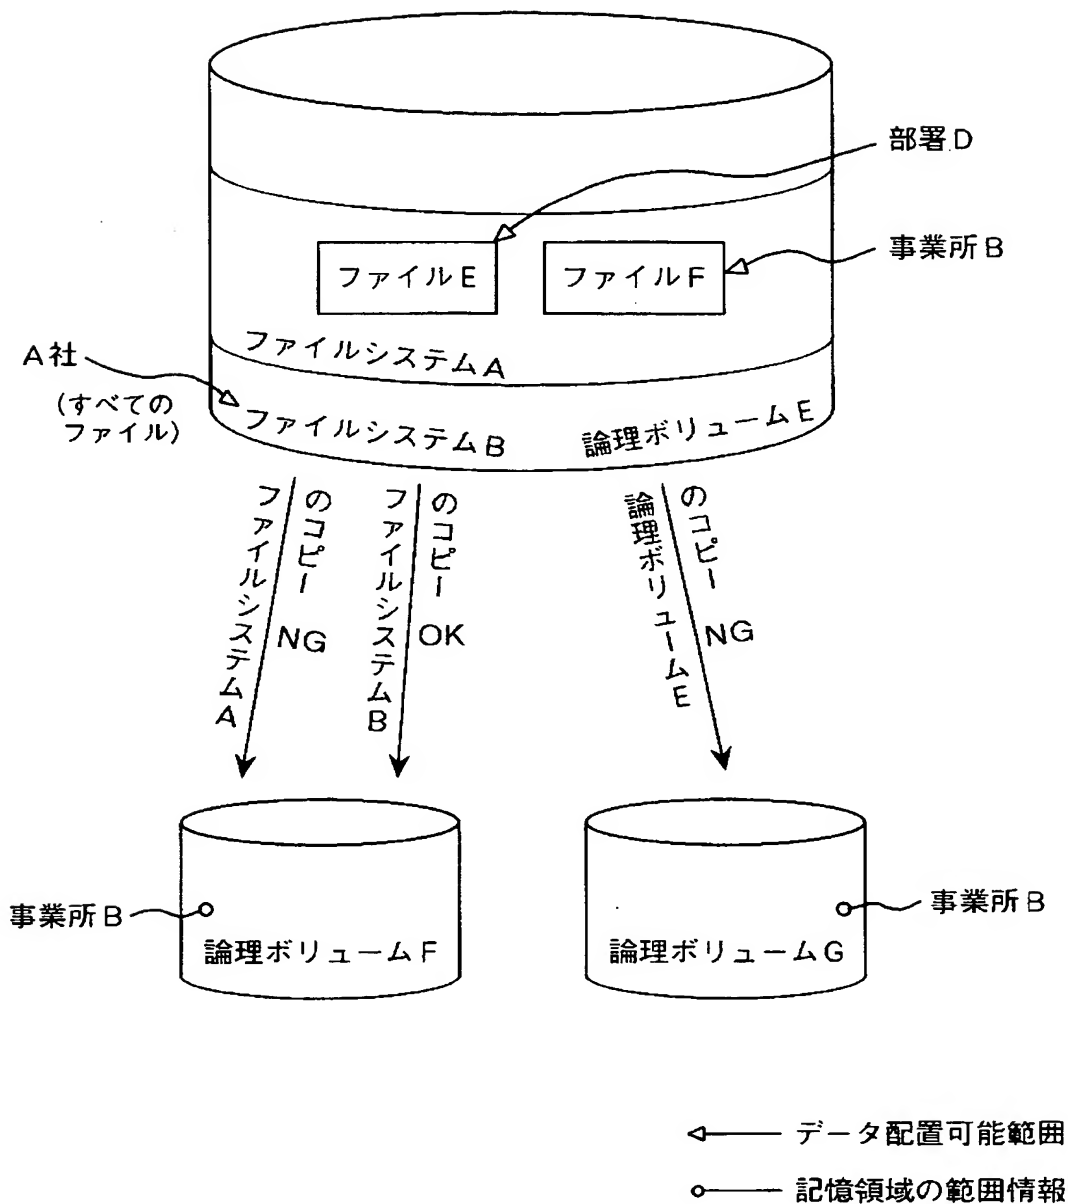 部署D
事業所B
ファイルE
ファイルF
ファイルシステムA
A社
(すべての
ファイル)
ファイルシステムB
論理ボリュームE
ファイルシステムA
のコピー
NG
ファイルシステムB
のコピー
OK
論理ボリュームE
のコピー
NG
事業所B
論理ボリュームF
事業所B
論理ボリュームG
データ配置可能範囲
記憶領域の範囲情報